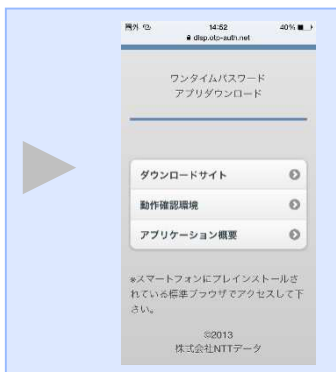 圏外 14:52 40%
disp.otp-auth.net
ワンタイムパスワード
アプリダウンロード
ダウンロードサイト
動作確認環境
アプリケーション概要
※スマートフォンにプレインストールさ
れている標準ブラウザでアクセスして下
さい。
©2013
株式会社NTTデータ